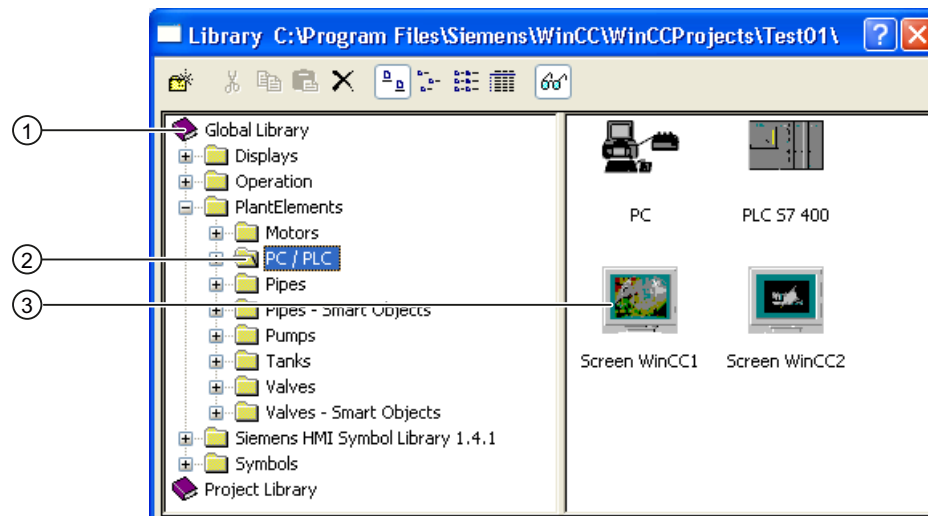 Library C:\Program Files\Siemens\WinCC\WinCCProjects\Test01\
1
Global Library
Displays
Operation
PlantElements
Motors
2
PC / PLC
Pipes
3
Pipes - Smart Objects
Pumps
Tanks
Valves
Valves - Smart Objects
Siemens HMI Symbol Library 1.4.1
Symbols
Project Library
PC
PLC S7 400
Screen WinCC1
Screen WinCC2